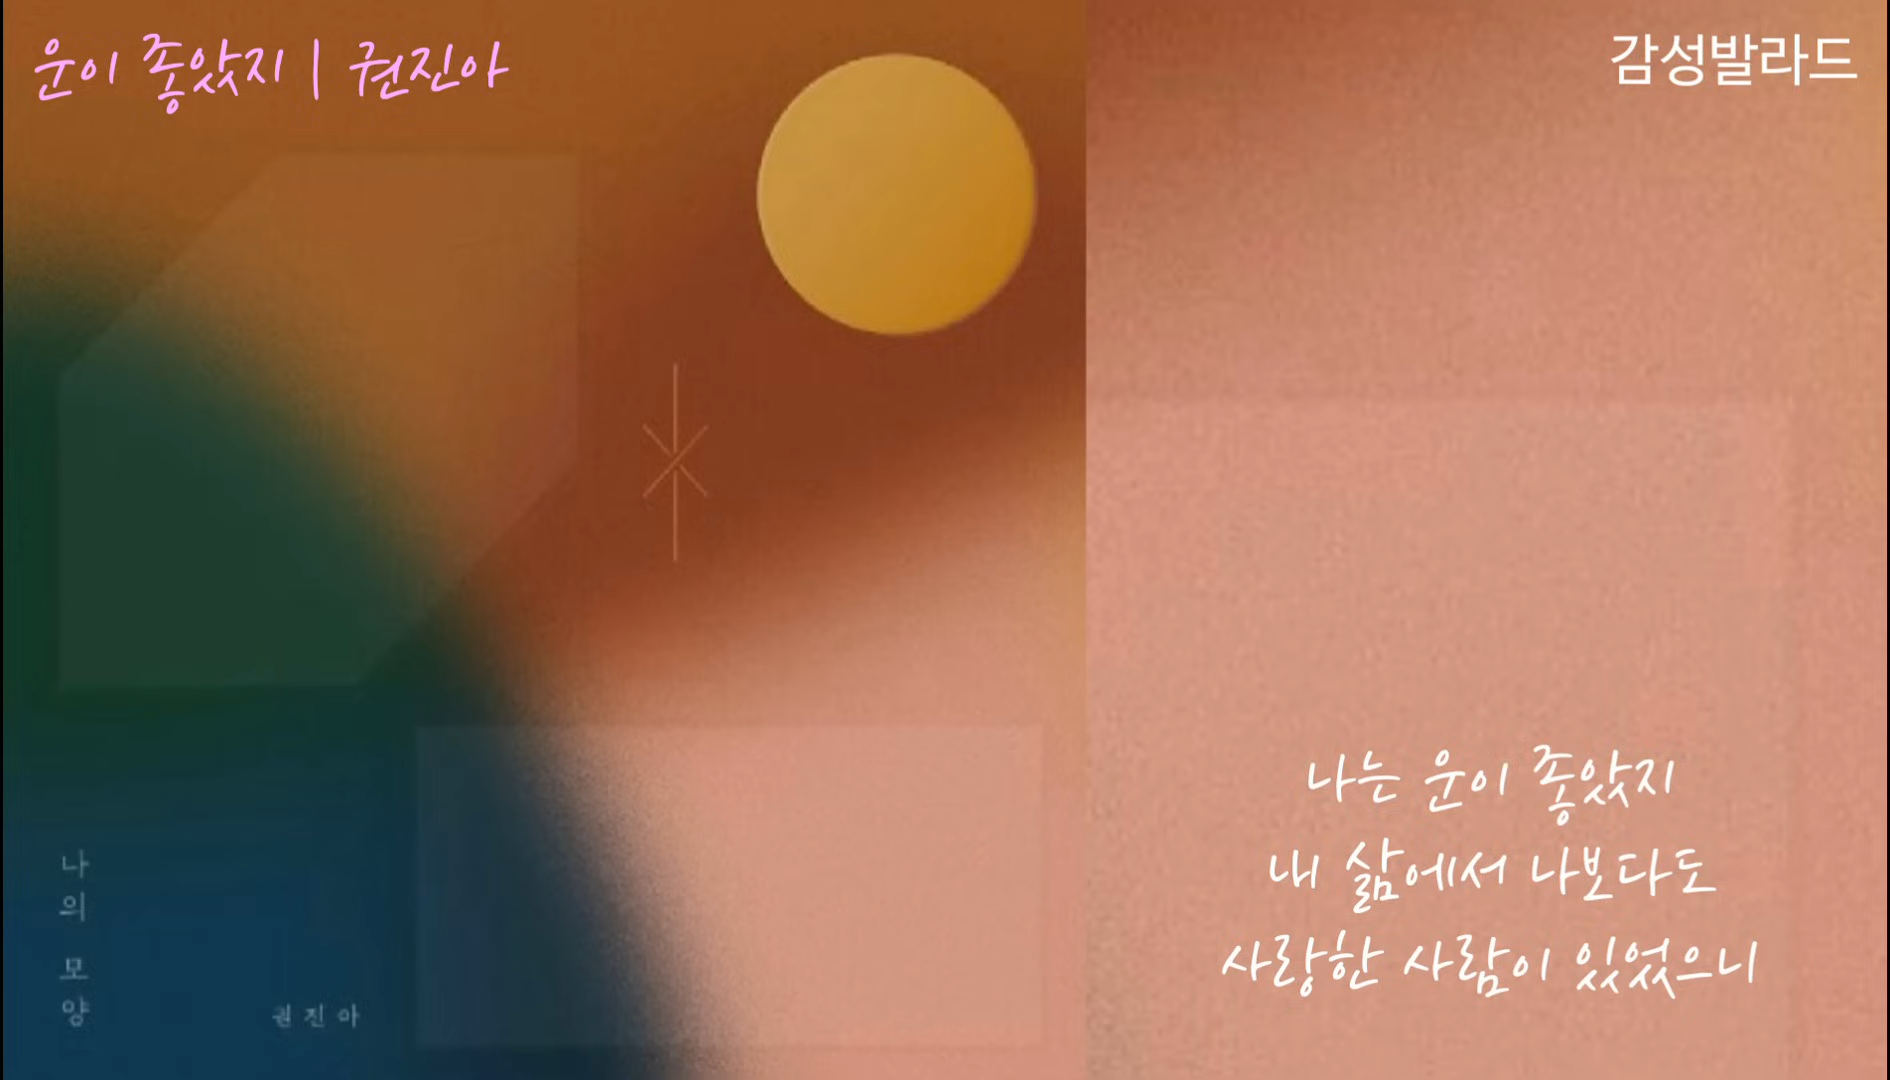 운이 좋았지 | 권진아
감성발라드
나의 모양
권진아
나는 운이 좋았지
내 삶에서 나보다도
사랑한 사람이 있었으니